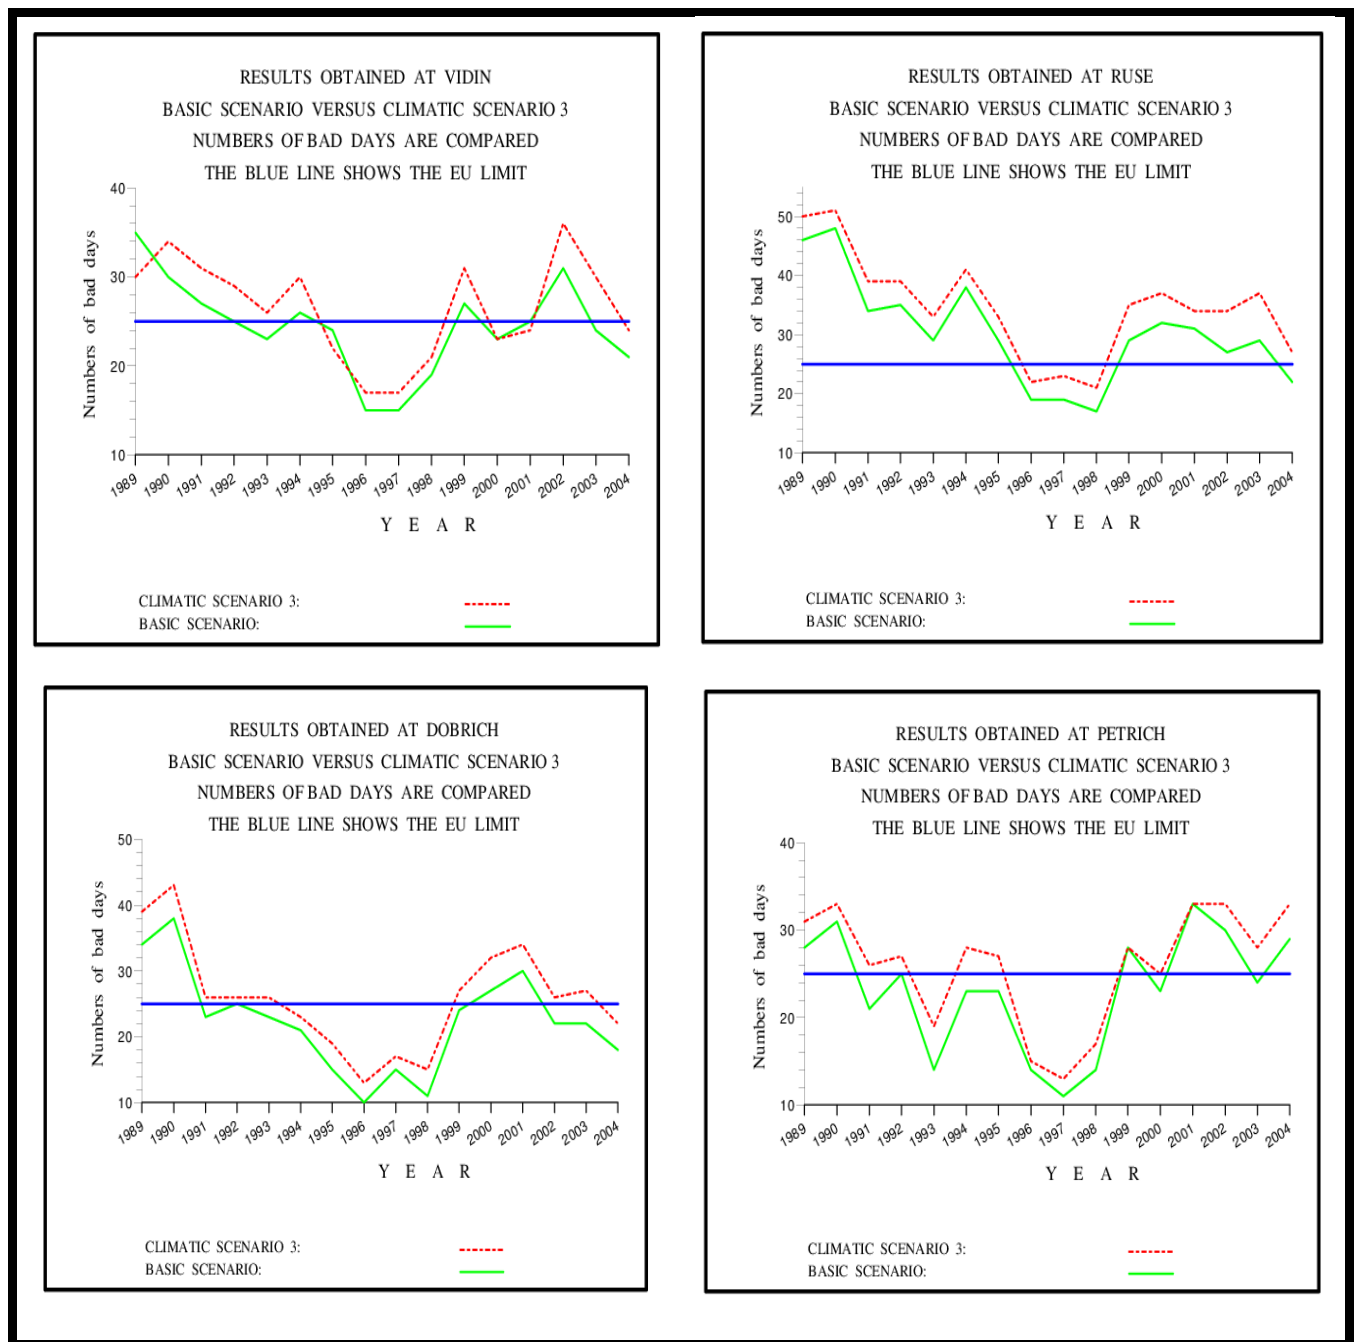 RESULTS OBTAINED AT VIDIN
BASIC SCENARIO VERSUS CLIMATIC SCENARIO 3
NUMBERS OF BAD DAYS ARE COMPARED
THE BLUE LINE SHOWS THE EU LIMIT
Numbers of bad days
40
30
20
10
1989 1990 1991 1992 1993 1994 1995 1996 1997 1998 1999 2000 2001 2002 2003 2004
Y E A R
CLIMATIC SCENARIO 3:
BASIC SCENARIO:
RESULTS OBTAINED AT RUSE
BASIC SCENARIO VERSUS CLIMATIC SCENARIO 3
NUMBERS OF BAD DAYS ARE COMPARED
THE BLUE LINE SHOWS THE EU LIMIT
Numbers of bad days
50
40
30
20
10
1989 1990 1991 1992 1993 1994 1995 1996 1997 1998 1999 2000 2001 2002 2003 2004
Y E A R
CLIMATIC SCENARIO 3:
BASIC SCENARIO:
RESULTS OBTAINED AT DOBRICH
BASIC SCENARIO VERSUS CLIMATIC SCENARIO 3
NUMBERS OF BAD DAYS ARE COMPARED
THE BLUE LINE SHOWS THE EU LIMIT
Numbers of bad days
50
40
30
20
10
1989 1990 1991 1992 1993 1994 1995 1996 1997 1998 1999 2000 2001 2002 2003 2004
Y E A R
CLIMATIC SCENARIO 3:
BASIC SCENARIO:
RESULTS OBTAINED AT PETRICH
BASIC SCENARIO VERSUS CLIMATIC SCENARIO 3
NUMBERS OF BAD DAYS ARE COMPARED
THE BLUE LINE SHOWS THE EU LIMIT
Numbers of bad days
40
30
20
10
1989 1990 1991 1992 1993 1994 1995 1996 1997 1998 1999 2000 2001 2002 2003 2004
Y E A R
CLIMATIC SCENARIO 3:
BASIC SCENARIO: